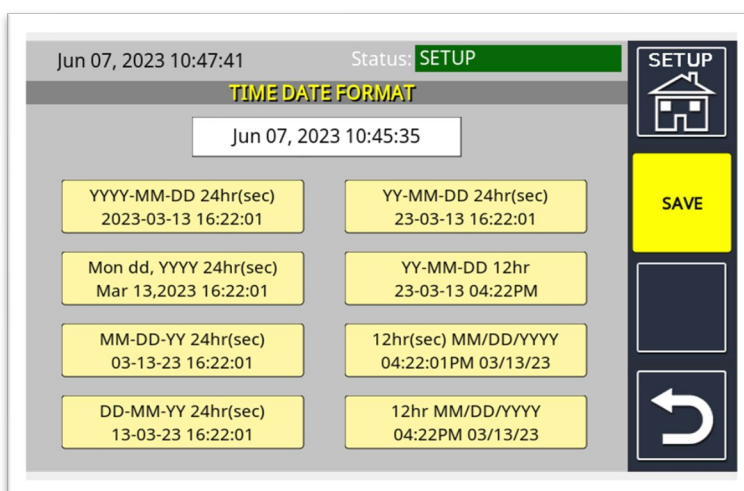 Jun 07, 2023 10:47:41
Status: SETUP
SETUP
TIME DATE FORMAT
Jun 07, 2023 10:45:35
YYYY-MM-DD 24hr(sec)
2023-03-13 16:22:01
YY-MM-DD 24hr(sec)
23-03-13 16:22:01
SAVE
Mon dd, YYYY 24hr(sec)
Mar 13,2023 16:22:01
YY-MM-DD 12hr
23-03-13 04:22PM
MM-DD-YY 24hr(sec)
03-13-23 16:22:01
12hr(sec) MM/DD/YYYY
04:22:01PM 03/13/23
DD-MM-YY 24hr(sec)
13-03-23 16:22:01
12hr MM/DD/YYYY
04:22PM 03/13/23